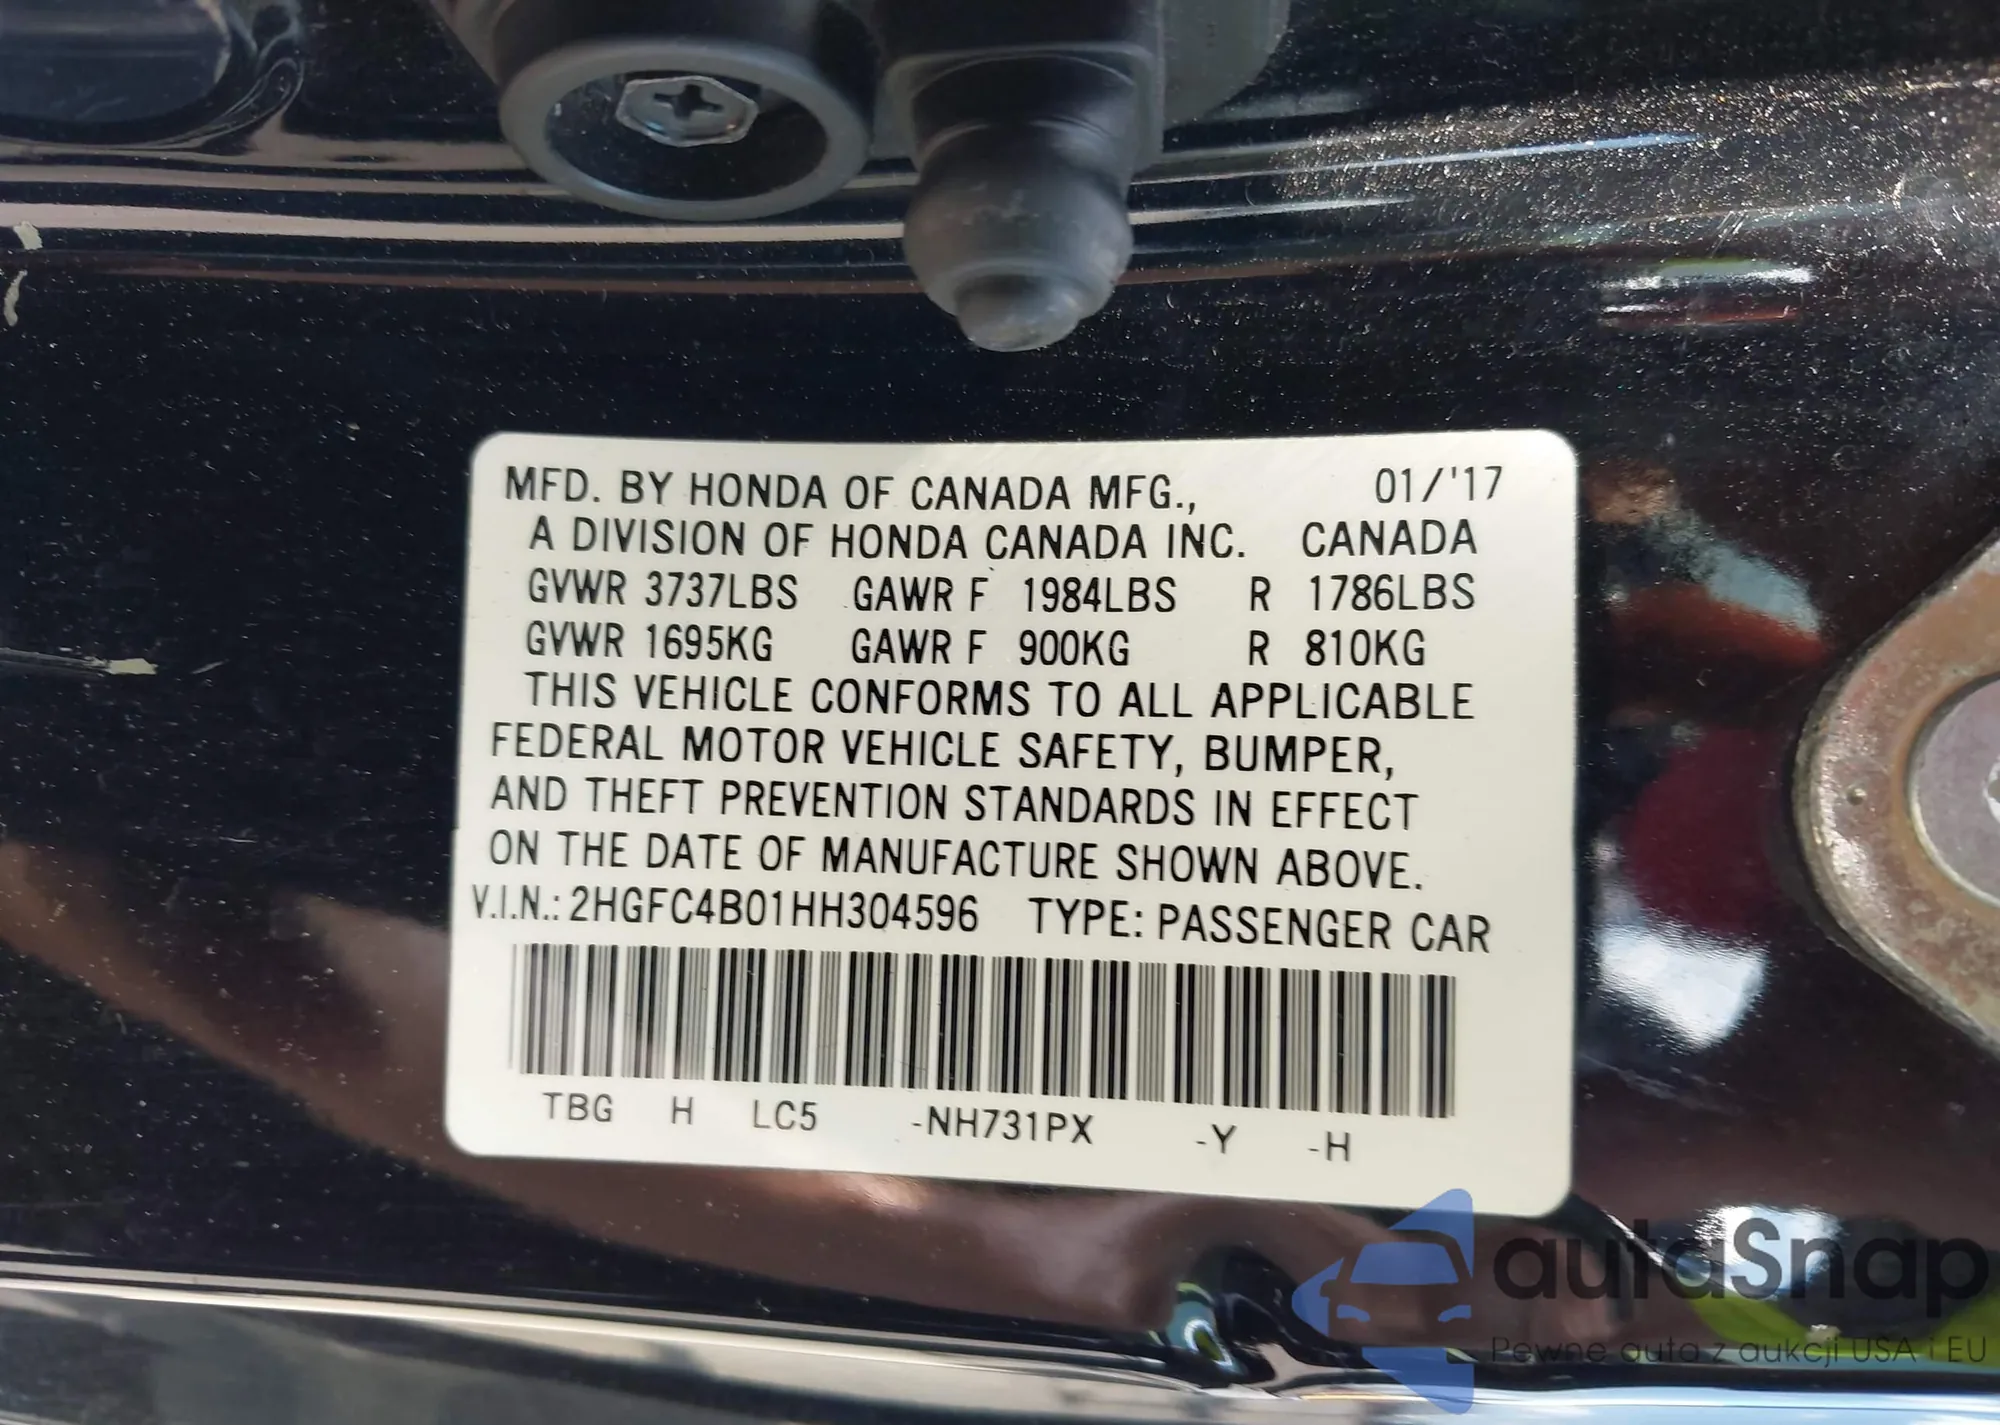 MFD. BY HONDA OF CANADA MFG., 01/'17
A DIVISION OF HONDA CANADA INC. CANADA
GVWR 3737LBS GAWR F 1984LBS R 1786LBS
GVWR 1695KG GAWR F 900KG R 810KG
THIS VEHICLE CONFORMS TO ALL APPLICABLE
FEDERAL MOTOR VEHICLE SAFETY, BUMPER,
AND THEFT PREVENTION STANDARDS IN EFFECT
ON THE DATE OF MANUFACTURE SHOWN ABOVE.
V.I.N.: 2HGFC4B01HH304596 TYPE: PASSENGER CAR
TBG H LC5 -NH731PX -Y -H
autaSnap
Pewne auta z aukcji USA i EU